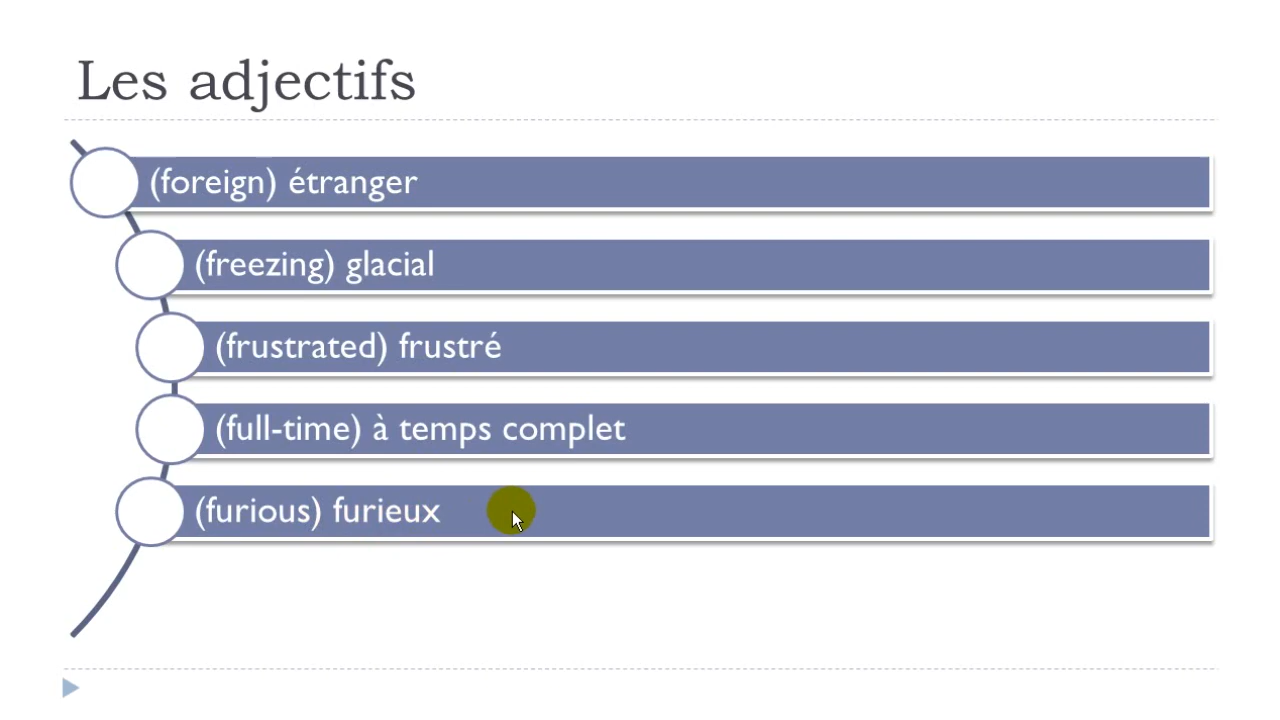 Les adjectifs
(foreign) étranger
(freezing) glacial
(frustrated) frustré
(full-time) à temps complet
(furious) furieux